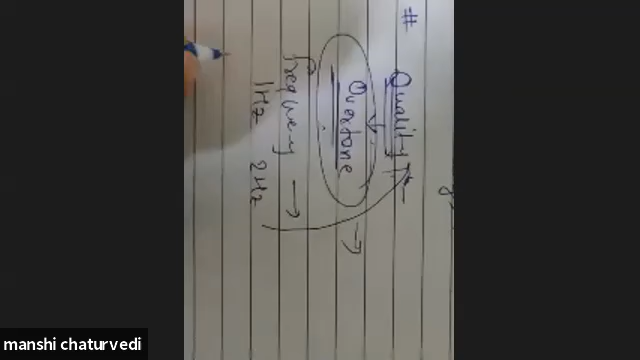 #
Quality
Overtone
frequency →
1Hz 2Hz
manshi chaturvedi